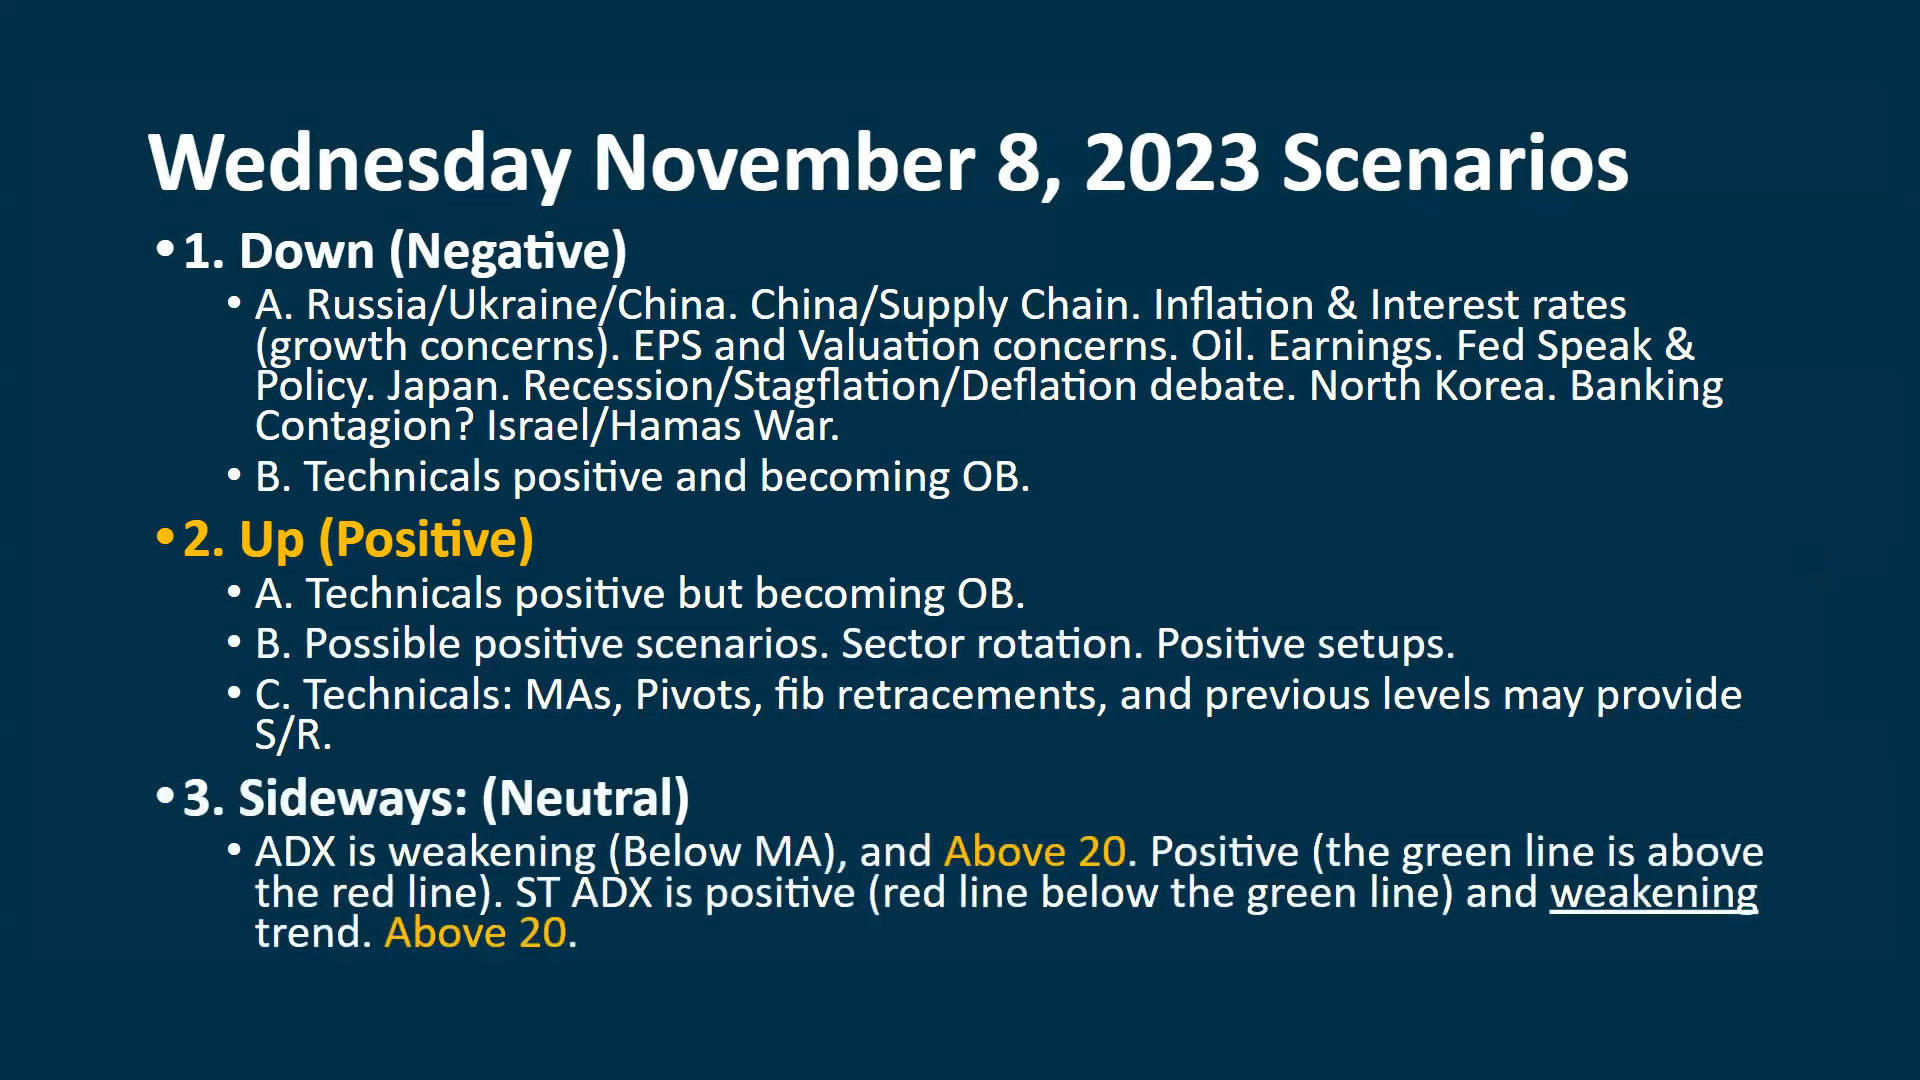 Wednesday November 8, 2023 Scenarios
•1. Down (Negative)
• A. Russia/Ukraine/China. China/Supply Chain. Inflation & Interest rates
(growth concerns). EPS and Valuation concerns. Oil. Earnings. Fed Speak &
Policy. Japan. Recession/Stagflation/Deflation debate. North Korea. Banking
Contagion? Israel/Hamas War.
• B. Technicals positive and becoming OB.
•2. Up (Positive)
• A. Technicals positive but becoming OB.
• B. Possible positive scenarios. Sector rotation. Positive setups.
• C. Technicals: MAs, Pivots, fib retracements, and previous levels may provide
S/R.
•3. Sideways: (Neutral)
• ADX is weakening (Below MA), and Above 20. Positive (the green line is above
the red line). ST ADX is positive (red line below the green line) and weakening
trend. Above 20.